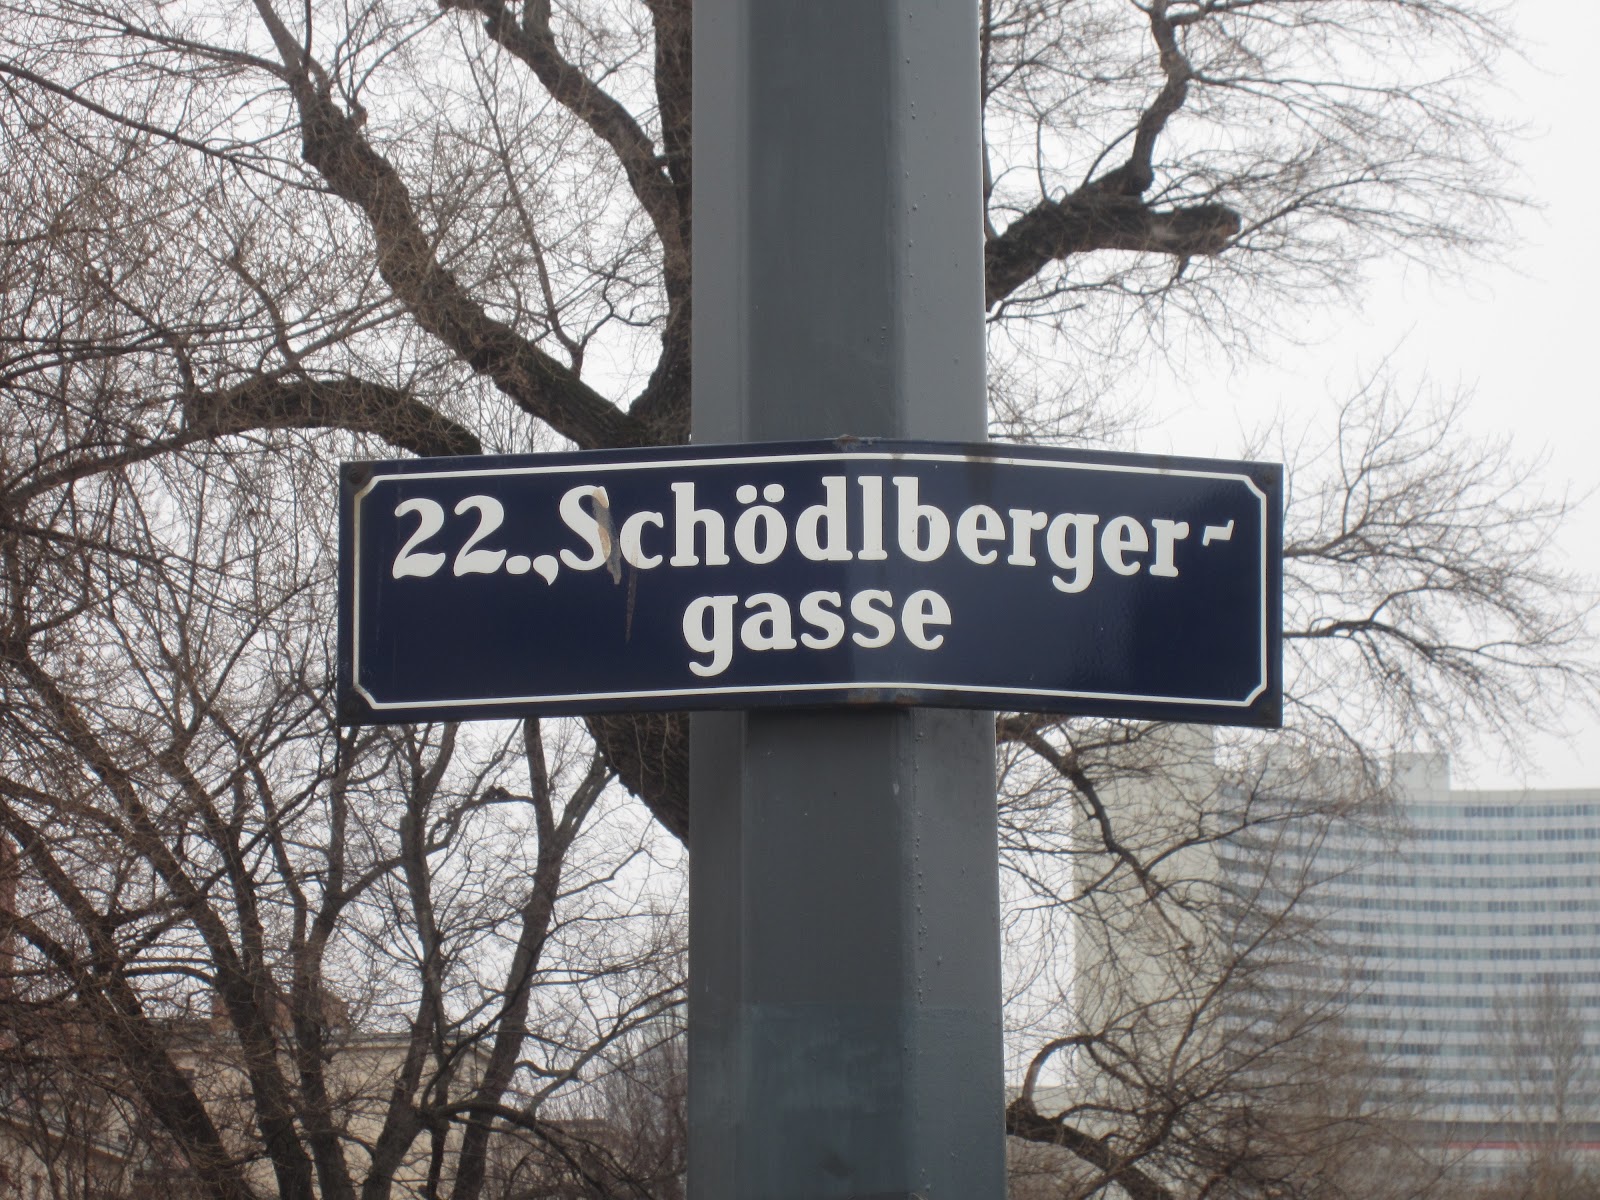 22., Schödlberger-
gasse